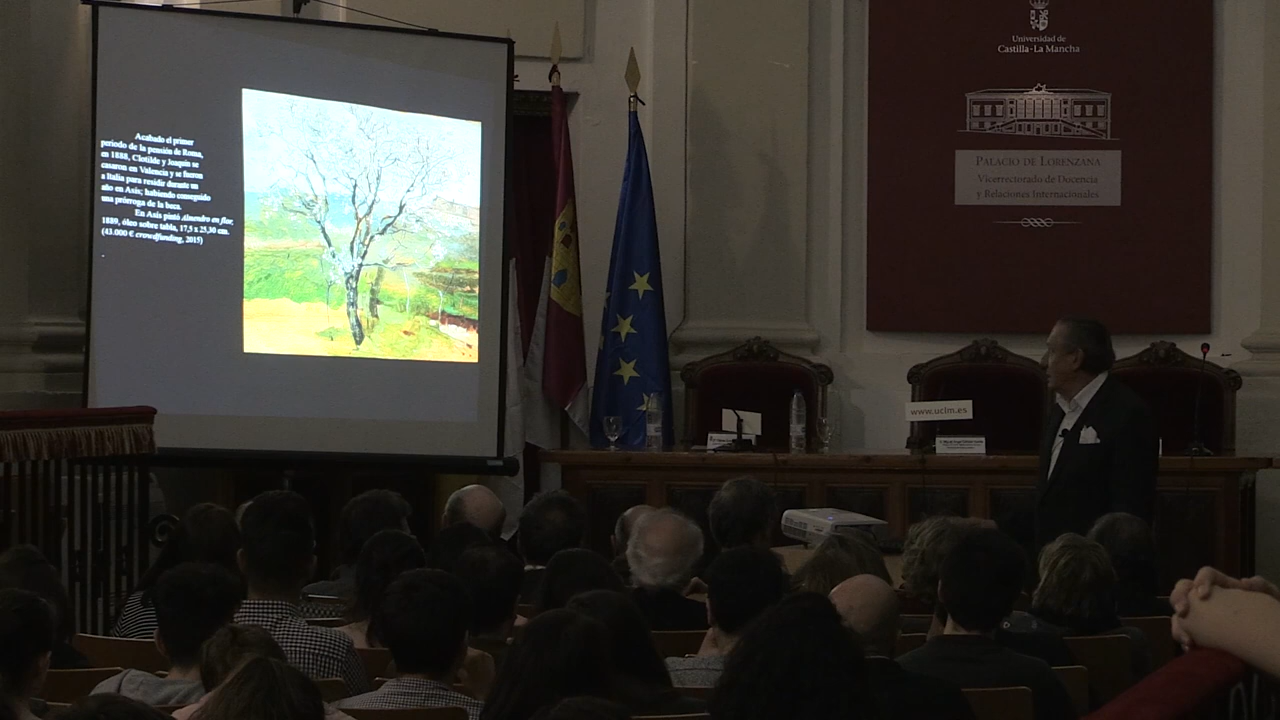 Acabado el primer
periodo de la pensión de Roma,
en 1888, Clotilde y Joaquín se
casaron en Valencia y se fueron
a Italia para residir durante un
año en Asís; habiendo conseguido
una prórroga de la beca.
En Asís pintó Almendro en flor,
1889, óleo sobre tabla, 17,5 x 25,30 cm.
(43.000 € crowdfunding, 2015)
Universidad de
Castilla-La Mancha
PALACIO DE LORENZANA
Vicerrectorado de Docencia
y Relaciones Internacionales
www.uclm.es